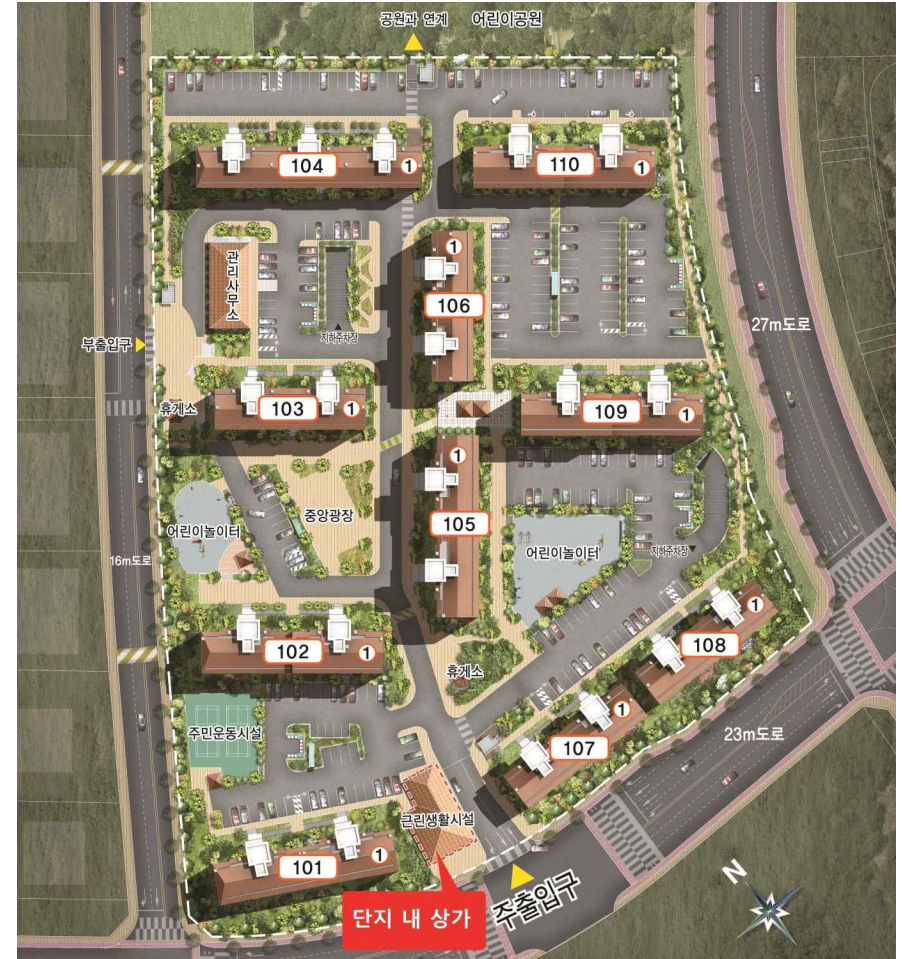 공원과 연계
어린이공원
104
1
110
1
관리사무소
106
1
지하주차장
27m도로
부출입구
휴게소
103
1
109
1
105
1
중앙광장
어린이놀이터
어린이놀이터
지하주차장
16m도로
102
1
108
1
휴게소
주민운동시설
107
1
23m도로
근린생활시설
101
1
단지 내 상가
주출입구
N